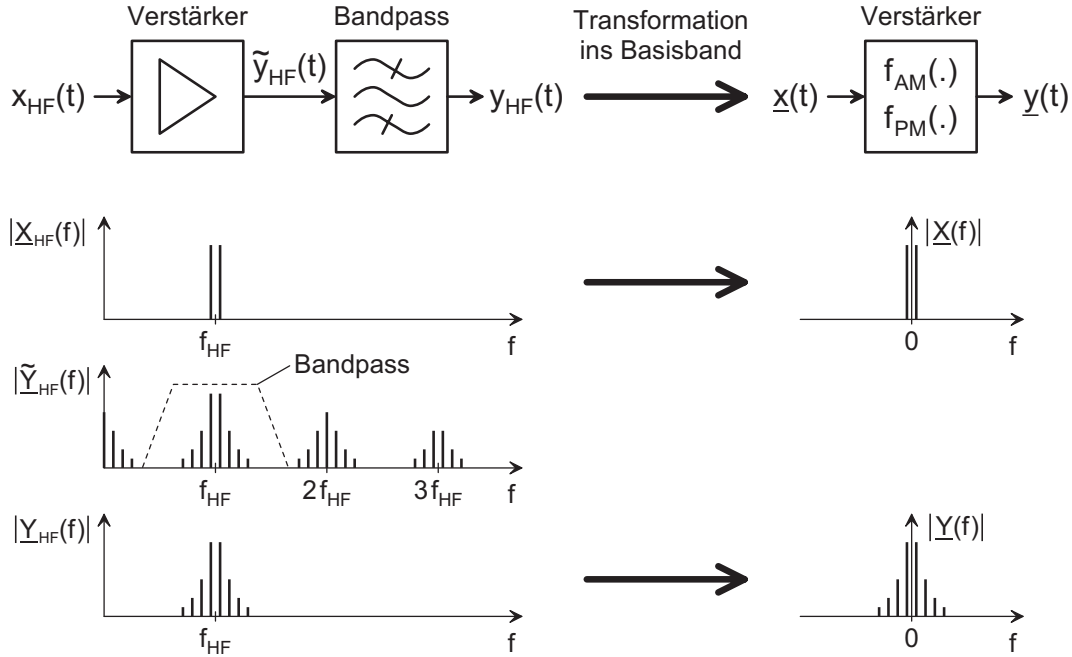 Verstärker
Bandpass
Transformation
ins Basisband
Verstärker
x_HF(t)
ỹ_HF(t)
y_HF(t)
x(t)
f_AM(.)
f_PM(.)
y(t)
|X_HF(f)|
f_HF
f
|X(f)|
0
f
|Ỹ_HF(f)|
Bandpass
f_HF
2f_HF
3f_HF
f
|Y_HF(f)|
f_HF
f
|Y(f)|
0
f